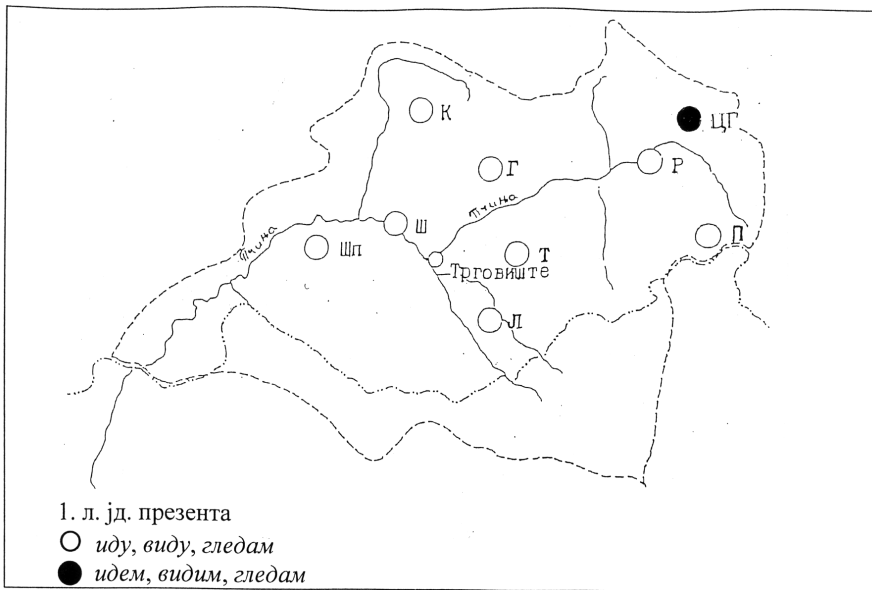 К
ЦГ
Г
Р
Пчиња
Ш
Пчиња
Шп
Т
П
Трговиште
Л
1. л. јд. презента
иду, виду, гледам
идем, видим, гледам